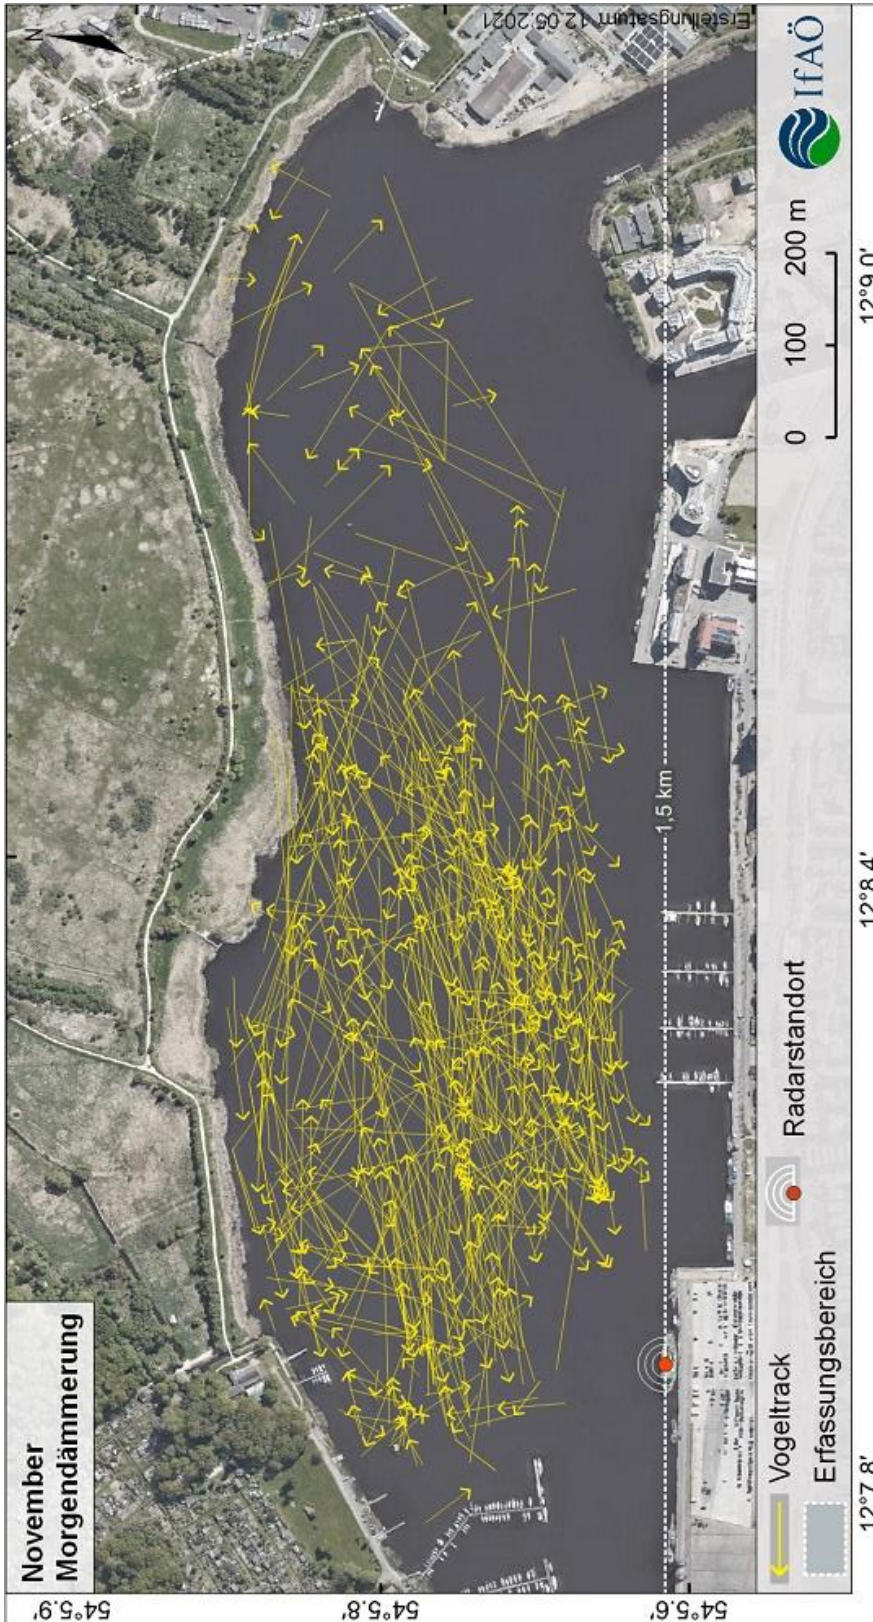 November
Morgendämmerung
N
Erstellungsatum: 12.05.2021
54°5.9'
54°5.8'
54°5.6'
1,5 km
12°7.8'
12°8.4'
12°9.0'
Vogeltrack
Erfassungsbereich
Radarstandort
0 100 200 m
IfAÖ